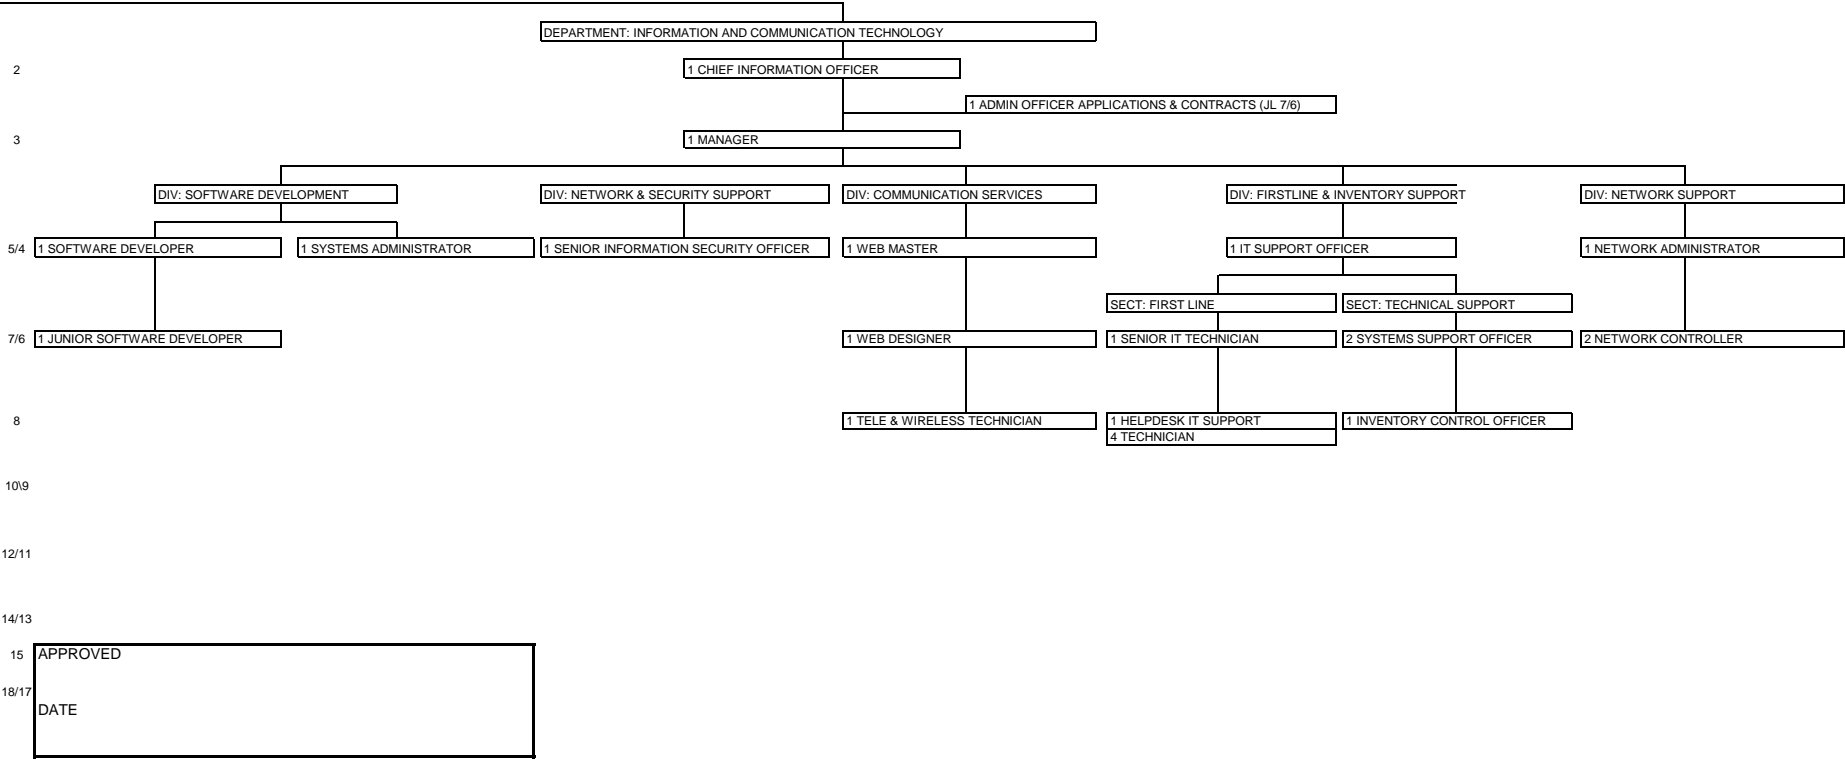 DEPARTMENT: INFORMATION AND COMMUNICATION TECHNOLOGY
2
1 CHIEF INFORMATION OFFICER
1 ADMIN OFFICER APPLICATIONS & CONTRACTS (JL 7/6)
3
1 MANAGER
DIV: SOFTWARE DEVELOPMENT
DIV: NETWORK & SECURITY SUPPORT
DIV: COMMUNICATION SERVICES
DIV: FIRSTLINE & INVENTORY SUPPORT
DIV: NETWORK SUPPORT
5/4
1 SOFTWARE DEVELOPER
1 SYSTEMS ADMINISTRATOR
1 SENIOR INFORMATION SECURITY OFFICER
1 WEB MASTER
1 IT SUPPORT OFFICER
1 NETWORK ADMINISTRATOR
SECT: FIRST LINE
SECT: TECHNICAL SUPPORT
7/6
1 JUNIOR SOFTWARE DEVELOPER
1 WEB DESIGNER
1 SENIOR IT TECHNICIAN
2 SYSTEMS SUPPORT OFFICER
2 NETWORK CONTROLLER
8
1 TELE & WIRELESS TECHNICIAN
1 HELPDESK IT SUPPORT
1 INVENTORY CONTROL OFFICER
4 TECHNICIAN
10\9
12/11
14/13
15
APPROVED
18/17
DATE